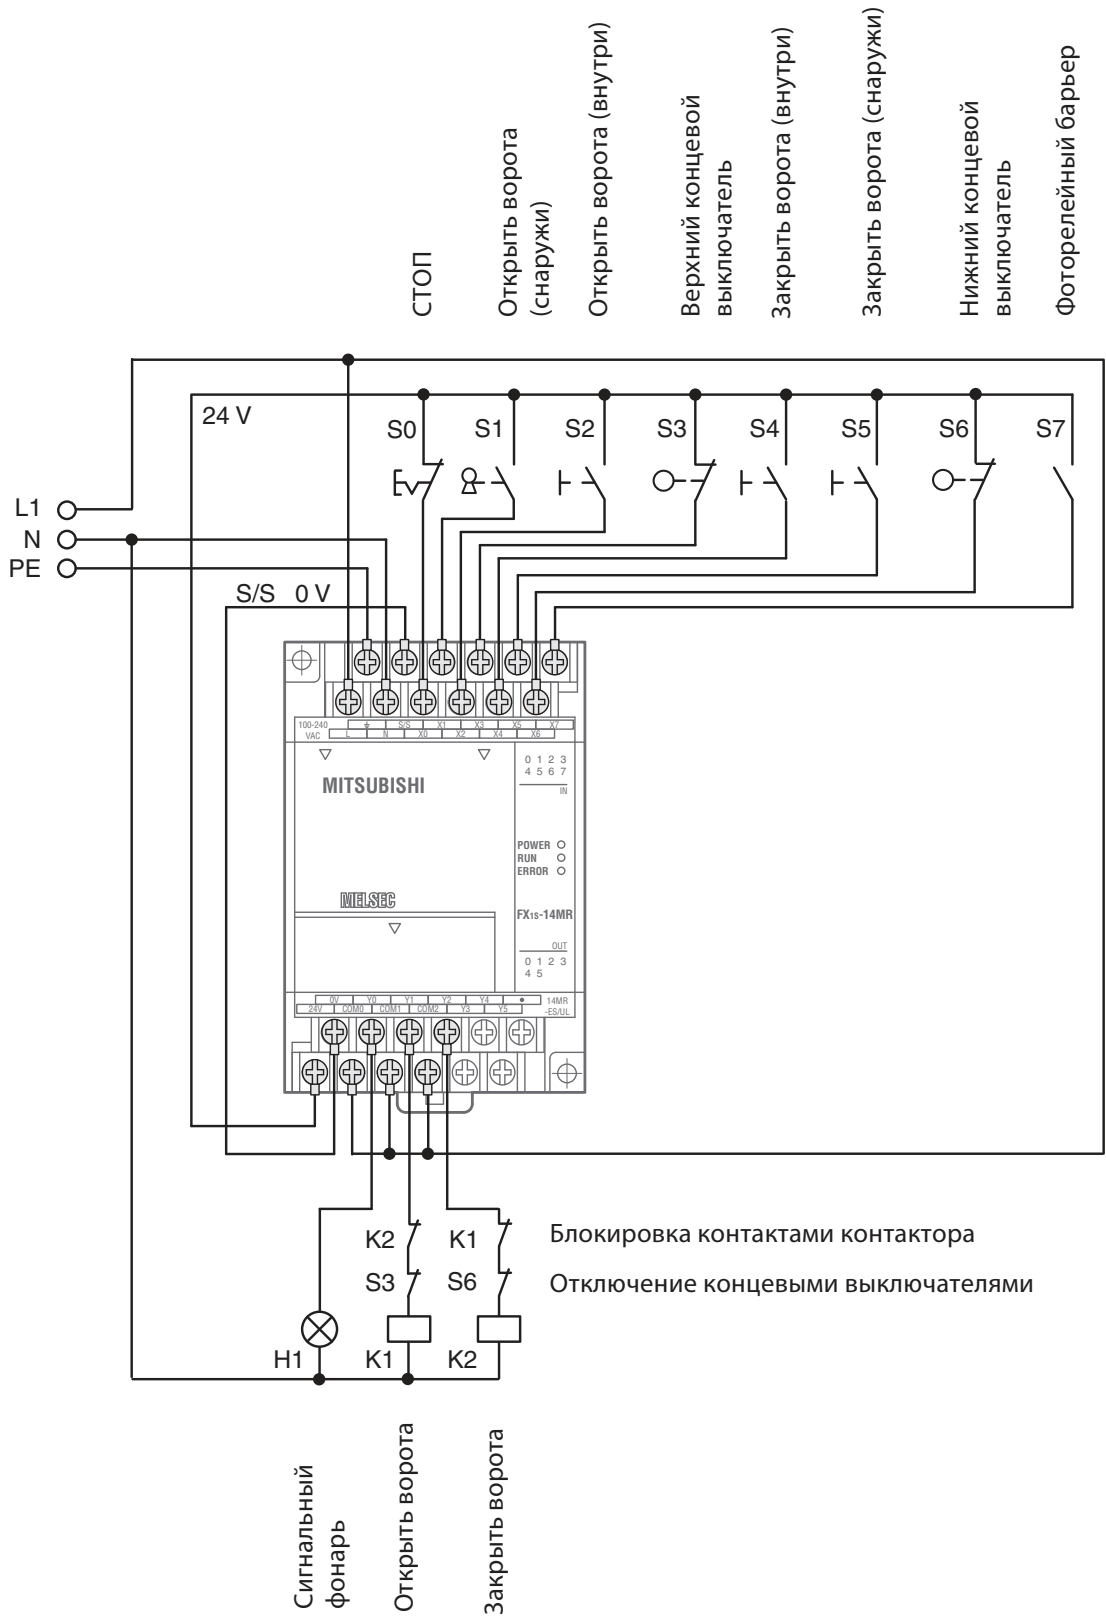 СТОП
Открыть ворота
(снаружи)
Открыть ворота (внутри)
Верхний концевой
выключатель
Закрыть ворота (внутри)
Закрыть ворота (снаружи)
Нижний концевой
выключатель
Фоторелейный барьер
24 V
S0 S1 S2 S3 S4 S5 S6 S7
L1
N
PE
S/S 0 V
100-240 ⏚ S/S X1 X3 X5 X7
VAC L N X0 X2 X4 X6
0 1 2 3
4 5 6 7
IN
MITSUBISHI
POWER
RUN
ERROR
MELSEC
FX1S-14MR
OUT
0 1 2 3
4 5
0V Y0 Y1 Y2 Y4 • 14MR
24V COM0 COM1 COM2 Y3 Y5 -ES/UL
K2 K1 Блокировка контактами контактора
S3 S6 Отключение концевыми выключателями
H1 K1 K2
Сигнальный
фонарь
Открыть ворота
Закрыть ворота